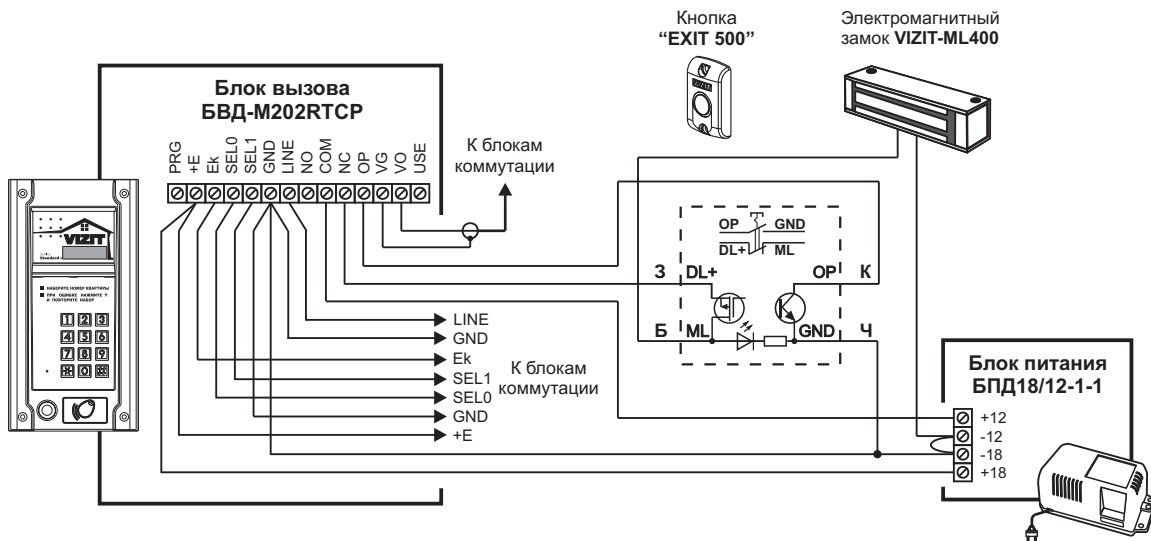 Кнопка
“EXIT 500”
Электромагнитный
замок VIZIT-ML400
Блок вызова
БВД-M202RTCP
PRG
+E
Ek
SEL0
SEL1
GND
LINE
NO
COM
NC
OP
VG
VO
USE
К блокам
коммутации
VIZIT
НАБЕРИТЕ НОМЕР КВАРТИРЫ
ПРИ ОШИБКЕ НАЖМИТЕ *
И ПОВТОРИТЕ НАБОР
1 2 3
4 5 6
7 8 9
* 0 #
OP GND
DL+ ML
З DL+ OP К
Б ML GND Ч
LINE
GND
Ek
SEL1
SEL0
GND
+E
К блокам
коммутации
Блок питания
БПД18/12-1-1
+12
-12
-18
+18